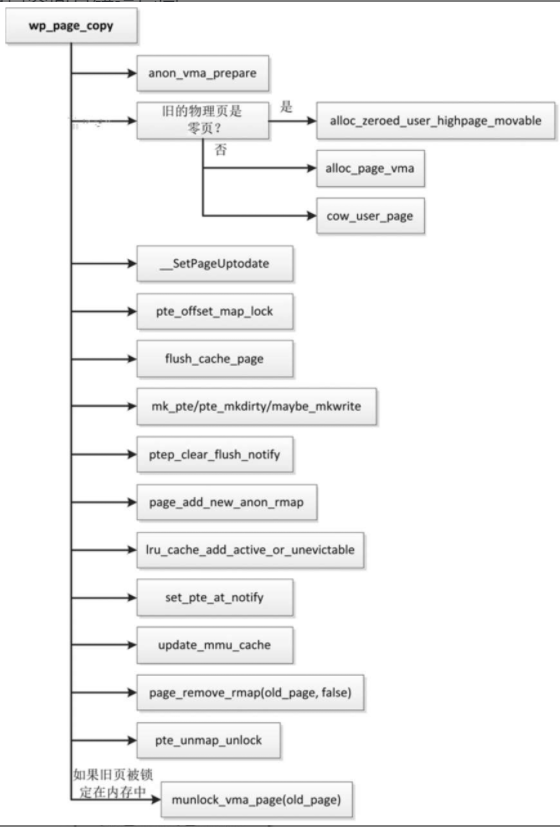 wp_page_copy
anon_vma_prepare
旧的物理页是
零页?
是
alloc_zeroed_user_highpage_movable
否
alloc_page_vma
cow_user_page
__SetPageUptodate
pte_offset_map_lock
flush_cache_page
mk_pte/pte_mkdirty/maybe_mkwrite
ptep_clear_flush_notify
page_add_new_anon_rmap
lru_cache_add_active_or_unevictable
set_pte_at_notify
update_mmu_cache
page_remove_rmap(old_page, false)
pte_unmap_unlock
如果旧页被锁
定在内存中
munlock_vma_page(old_page)